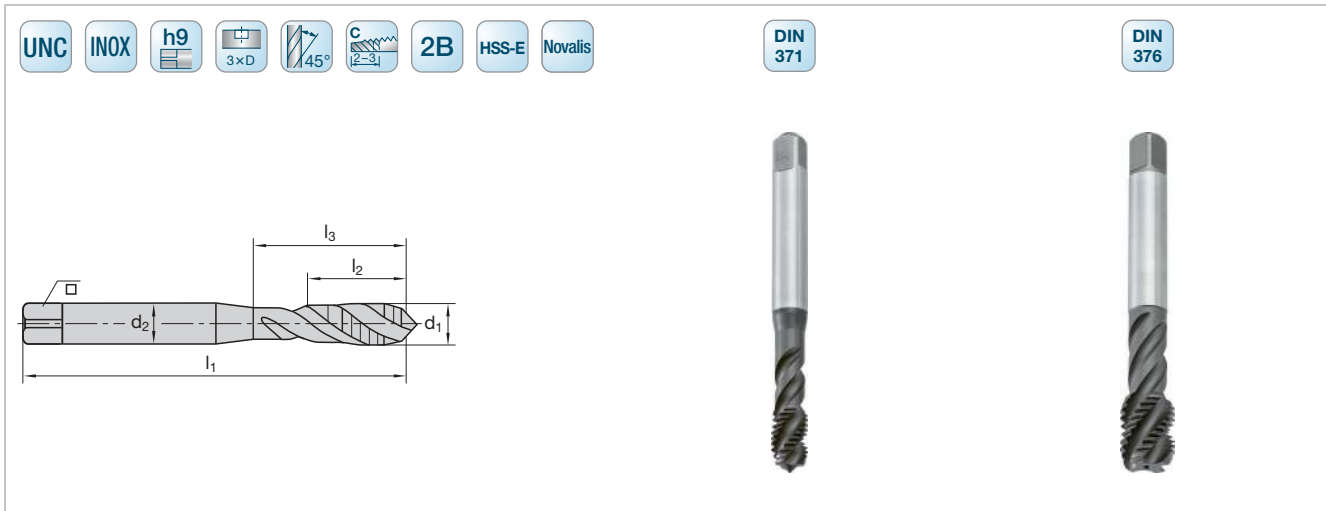 UNC
INOX
h9
3×D
45°
C
2–3
2B
HSS-E
Novalis
DIN
371
DIN
376
l3
l2
d2
d1
l1